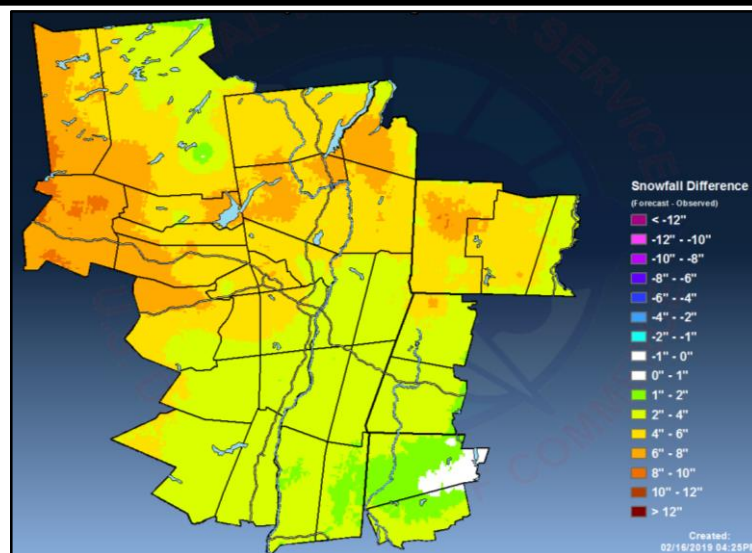 Snowfall Difference
(Forecast - Observed)
< -12"
-12" - -10"
-10" - -8"
-8" - -6"
-6" - -4"
-4" - -2"
-2" - -1"
-1" - 0"
0" - 1"
1" - 2"
2" - 4"
4" - 6"
6" - 8"
8" - 10"
10" - 12"
> 12"
Created:
02/16/2019 04:25P